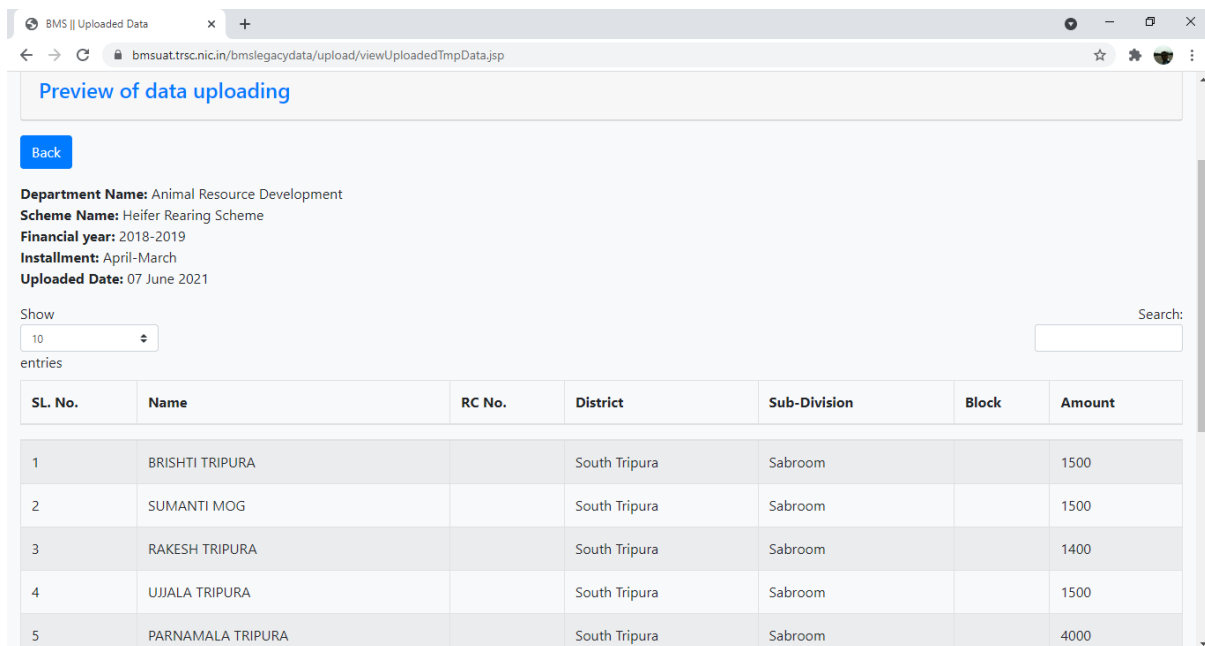 BMS || Uploaded Data
bmsuat.trsc.nic.in/bmslegacydata/upload/viewUploadedTmpData.jsp
Preview of data uploading
Back
Department Name: Animal Resource Development
Scheme Name: Heifer Rearing Scheme
Financial year: 2018-2019
Installment: April-March
Uploaded Date: 07 June 2021
Show Search:
10
entries
SL. No. Name RC No. District Sub-Division Block Amount
1 BRISHTI TRIPURA South Tripura Sabroom 1500
2 SUMANTI MOG South Tripura Sabroom 1500
3 RAKESH TRIPURA South Tripura Sabroom 1400
4 UJJALA TRIPURA South Tripura Sabroom 1500
5 PARNAMALA TRIPURA South Tripura Sabroom 4000